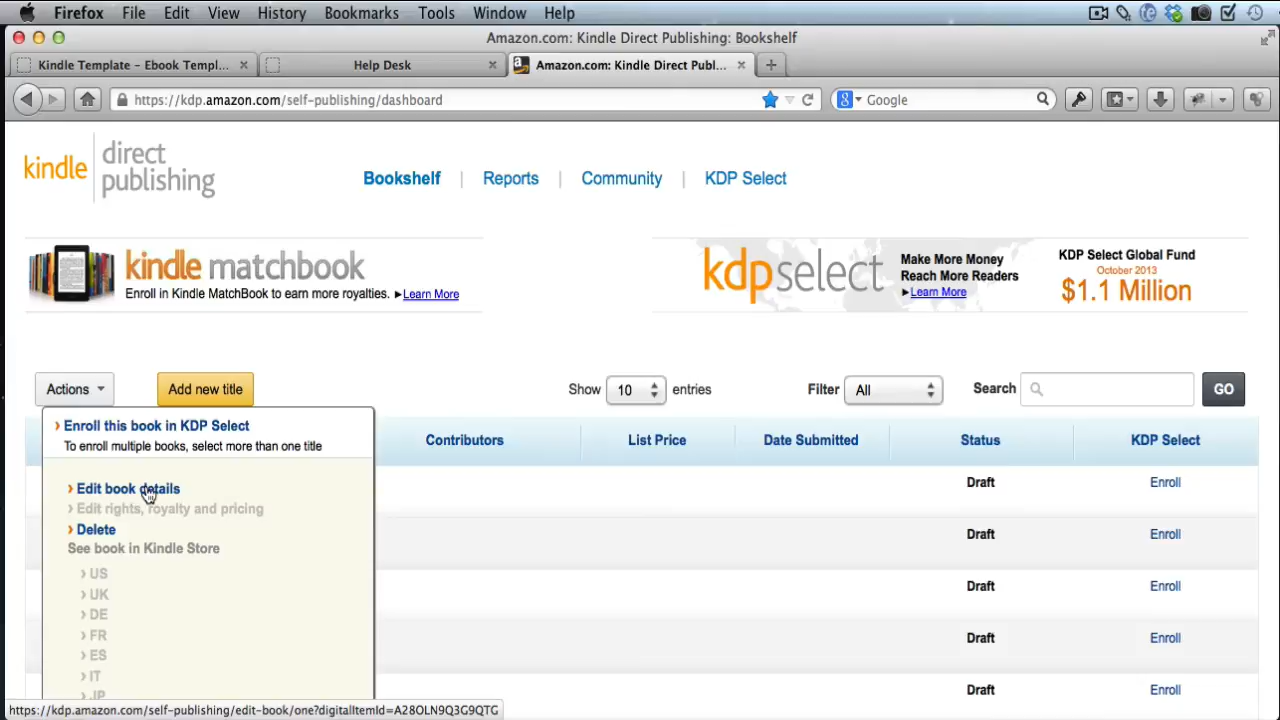 Firefox File Edit View History Bookmarks Tools Window Help
Amazon.com: Kindle Direct Publishing: Bookshelf
Kindle Template – Ebook Templ... Help Desk Amazon.com: Kindle Direct Publ...
https://kdp.amazon.com/self-publishing/dashboard Google
kindle direct publishing
Bookshelf | Reports | Community | KDP Select
kindle matchbook
Enroll in Kindle MatchBook to earn more royalties. ▸Learn More
kdpselect
Make More Money
Reach More Readers
▸Learn More
KDP Select Global Fund
October 2013
$1.1 Million
Actions Add new title Show 10 entries Filter All Search GO
Contributors List Price Date Submitted Status KDP Select
› Enroll this book in KDP Select
To enroll multiple books, select more than one title
› Edit book details
› Edit rights, royalty and pricing
› Delete
See book in Kindle Store
› US
› UK
› DE
› FR
› ES
› IT
› JP
Draft Enroll
Draft Enroll
Draft Enroll
Draft Enroll
Draft Enroll
https://kdp.amazon.com/self-publishing/edit-book/one?digitalItemId=A28OLN9Q3G9QTG